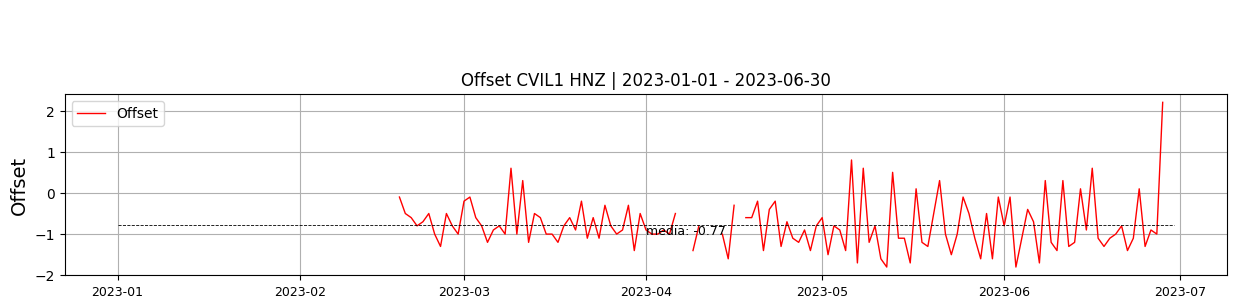 Offset CVIL1 HNZ | 2023-01-01 - 2023-06-30
Offset
Offset
2
1
0
−1
−2
media: -0.77
2023-01 2023-02 2023-03 2023-04 2023-05 2023-06 2023-07